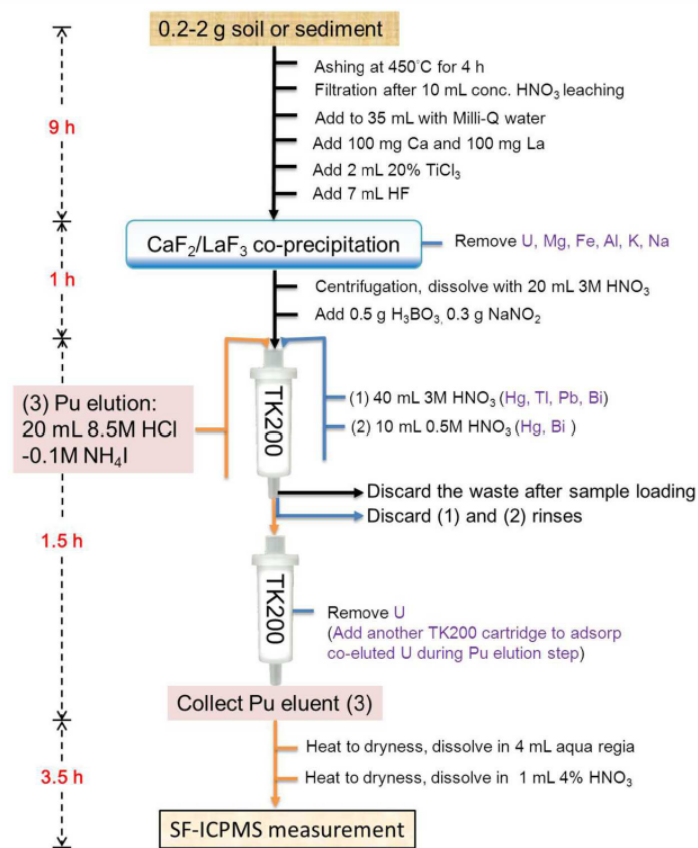 0.2-2 g soil or sediment
Ashing at 450°C for 4 h
Filtration after 10 mL conc. HNO₃ leaching
9 h
Add to 35 mL with Milli-Q water
Add 100 mg Ca and 100 mg La
Add 2 mL 20% TiCl₃
Add 7 mL HF
CaF₂/LaF₃ co-precipitation
Remove U, Mg, Fe, Al, K, Na
1 h
Centrifugation, dissolve with 20 mL 3M HNO₃
Add 0.5 g H₃BO₃, 0.3 g NaNO₂
(3) Pu elution:
20 mL 8.5M HCl
-0.1M NH₄I
TK200
(1) 40 mL 3M HNO₃ (Hg, Tl, Pb, Bi)
(2) 10 mL 0.5M HNO₃ (Hg, Bi )
Discard the waste after sample loading
Discard (1) and (2) rinses
1.5 h
TK200
Remove U
(Add another TK200 cartridge to adsorp
co-eluted U during Pu elution step)
Collect Pu eluent (3)
3.5 h
Heat to dryness, dissolve in 4 mL aqua regia
Heat to dryness, dissolve in 1 mL 4% HNO₃
SF-ICPMS measurement